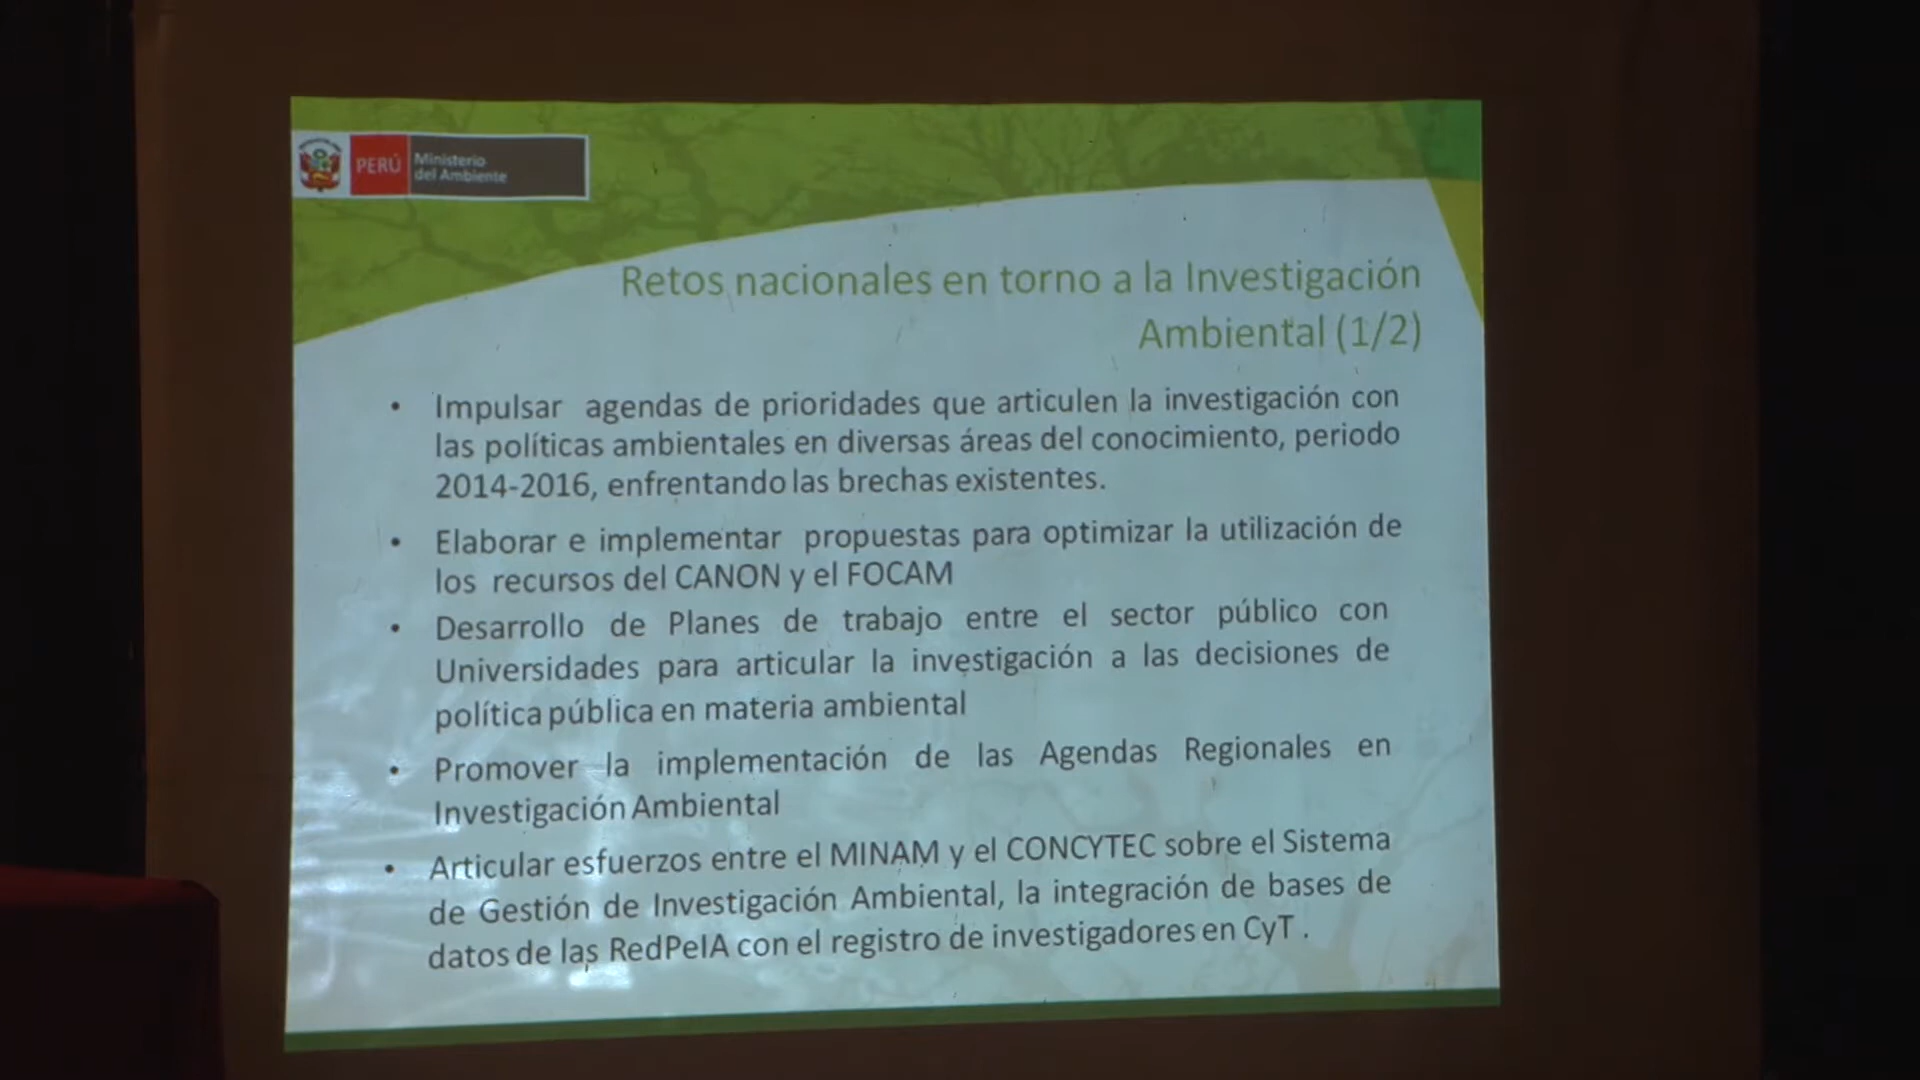 PERÚ
Ministerio
del Ambiente
Retos nacionales en torno a la Investigación
Ambiental (1/2)
• Impulsar agendas de prioridades que articulen la investigación con
las políticas ambientales en diversas áreas del conocimiento, periodo
2014-2016, enfrentando las brechas existentes.
• Elaborar e implementar propuestas para optimizar la utilización de
los recursos del CANON y el FOCAM
• Desarrollo de Planes de trabajo entre el sector público con
Universidades para articular la investigación a las decisiones de
política pública en materia ambiental
• Promover la implementación de las Agendas Regionales en
Investigación Ambiental
• Articular esfuerzos entre el MINAM y el CONCYTEC sobre el Sistema
de Gestión de Investigación Ambiental, la integración de bases de
datos de las RedPeIA con el registro de investigadores en CyT .